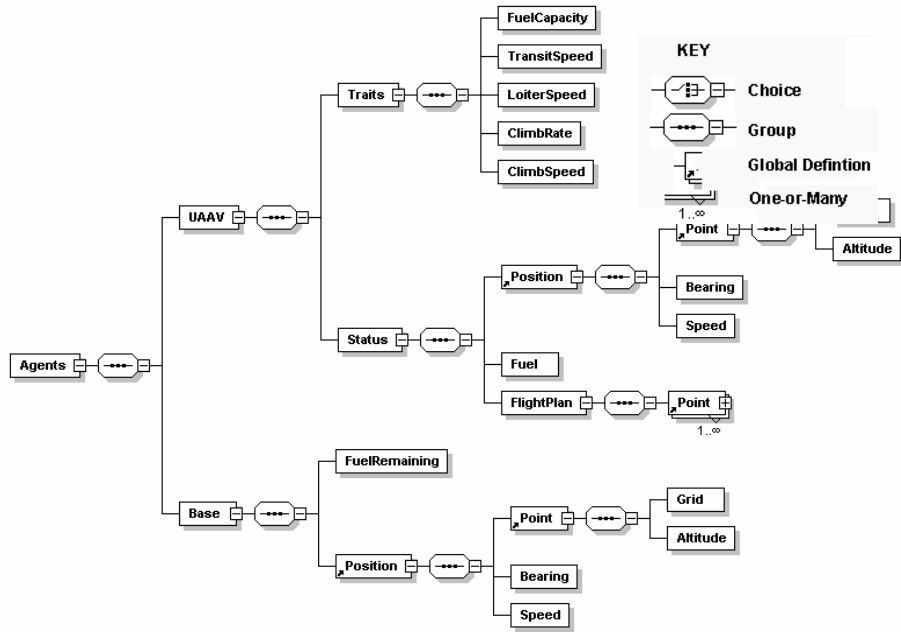 FuelCapacity
TransitSpeed
Traits
LoiterSpeed
ClimbRate
ClimbSpeed
KEY
Choice
Group
Global Defintion
One-or-Many
1..∞
UAAV
Point
Altitude
Position
Bearing
Speed
Status
Agents
Fuel
FlightPlan
Point
1..∞
FuelRemaining
Base
Grid
Point
Altitude
Position
Bearing
Speed